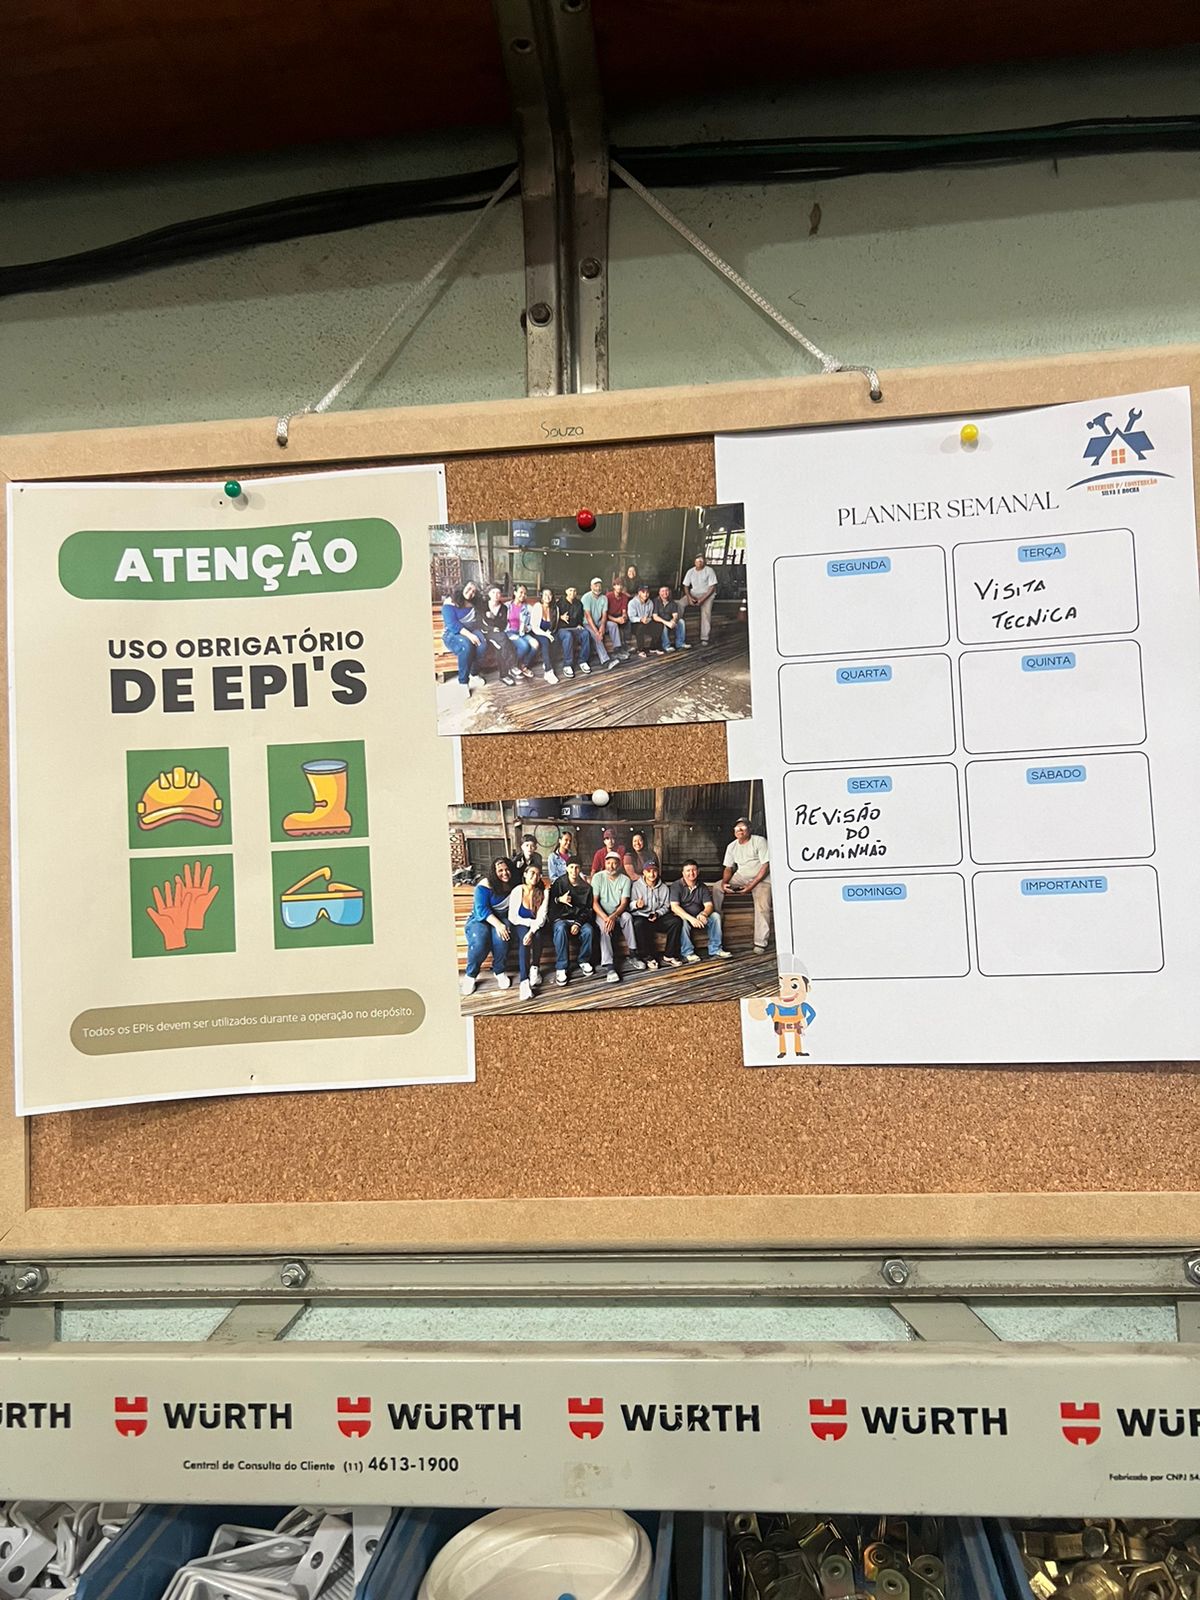 Souza
ATENÇÃO
USO OBRIGATÓRIO
DE EPI'S
Todos os EPIs devem ser utilizados durante a operação no depósito.
MATERIAIS P/ CONSTRUÇÃO
SILVA E ROCHA
PLANNER SEMANAL
SEGUNDA
TERÇA
VISITA
TECNICA
QUARTA
QUINTA
SEXTA
REVISÃO
DO
CAMINHÃO
SÁBADO
DOMINGO
IMPORTANTE
ÜRTH WÜRTH WÜRTH WÜRTH WÜRTH WÜR
Central de Consulta do Cliente (11) 4613-1900
Fabricado por CNPJ 54